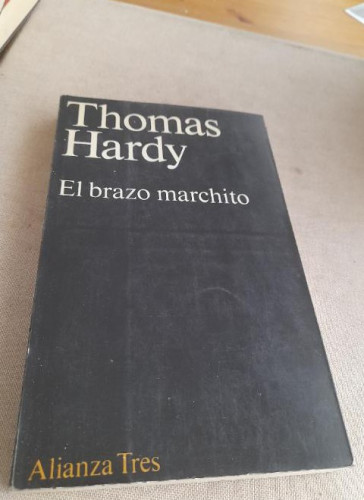 Thomas
Hardy
El brazo marchito
Alianza Tres